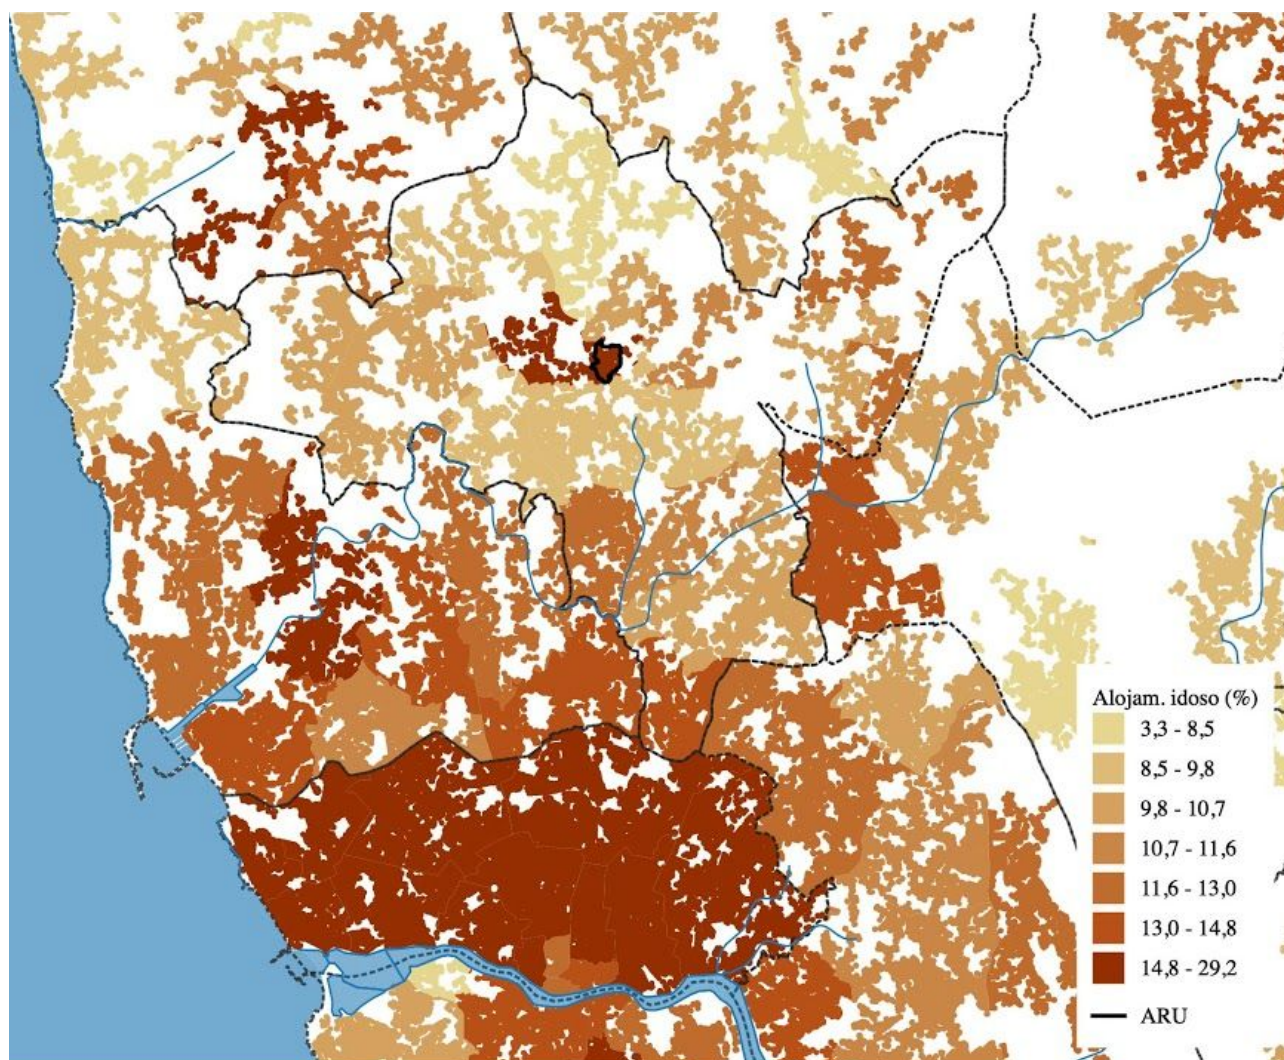 Alojam. idoso (%)
3,3 - 8,5
8,5 - 9,8
9,8 - 10,7
10,7 - 11,6
11,6 - 13,0
13,0 - 14,8
14,8 - 29,2
ARU